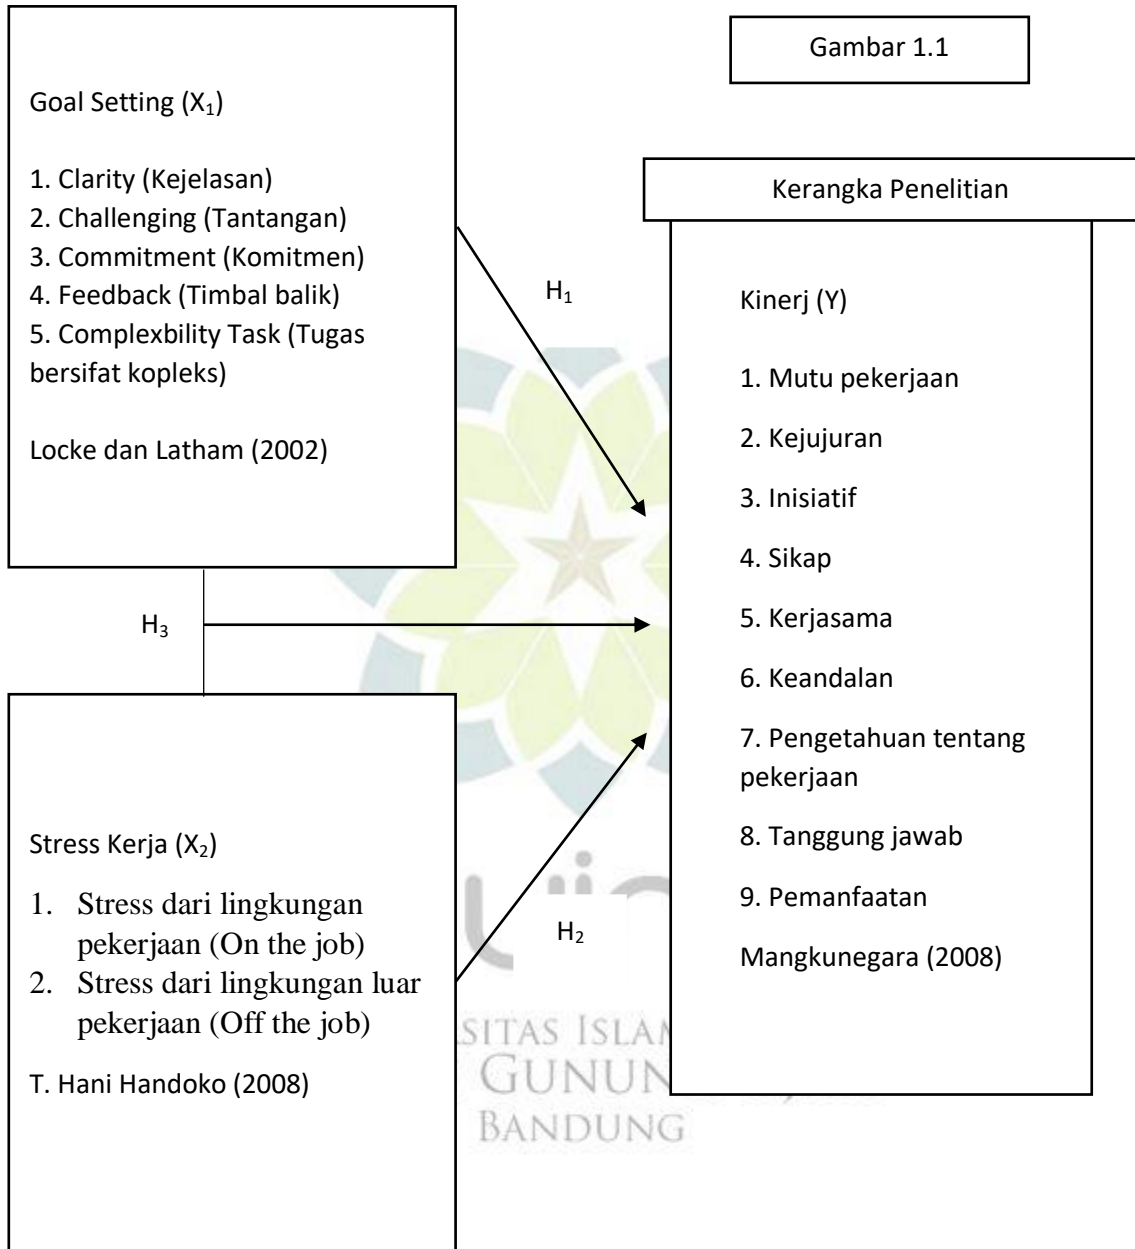 Gambar 1.1
Kerangka Penelitian
Goal Setting (X₁)
1. Clarity (Kejelasan)
2. Challenging (Tantangan)
3. Commitment (Komitmen)
4. Feedback (Timbal balik)
5. Complexbility Task (Tugas
bersifat kopleks)
Locke dan Latham (2002)
H₁
H₃
Stress Kerja (X₂)
1. Stress dari lingkungan
pekerjaan (On the job)
2. Stress dari lingkungan luar
pekerjaan (Off the job)
T. Hani Handoko (2008)
H₂
Kinerj (Y)
1. Mutu pekerjaan
2. Kejujuran
3. Inisiatif
4. Sikap
5. Kerjasama
6. Keandalan
7. Pengetahuan tentang
pekerjaan
8. Tanggung jawab
9. Pemanfaatan
Mangkunegara (2008)
SITAS ISLA
GUNUN
BANDUNG